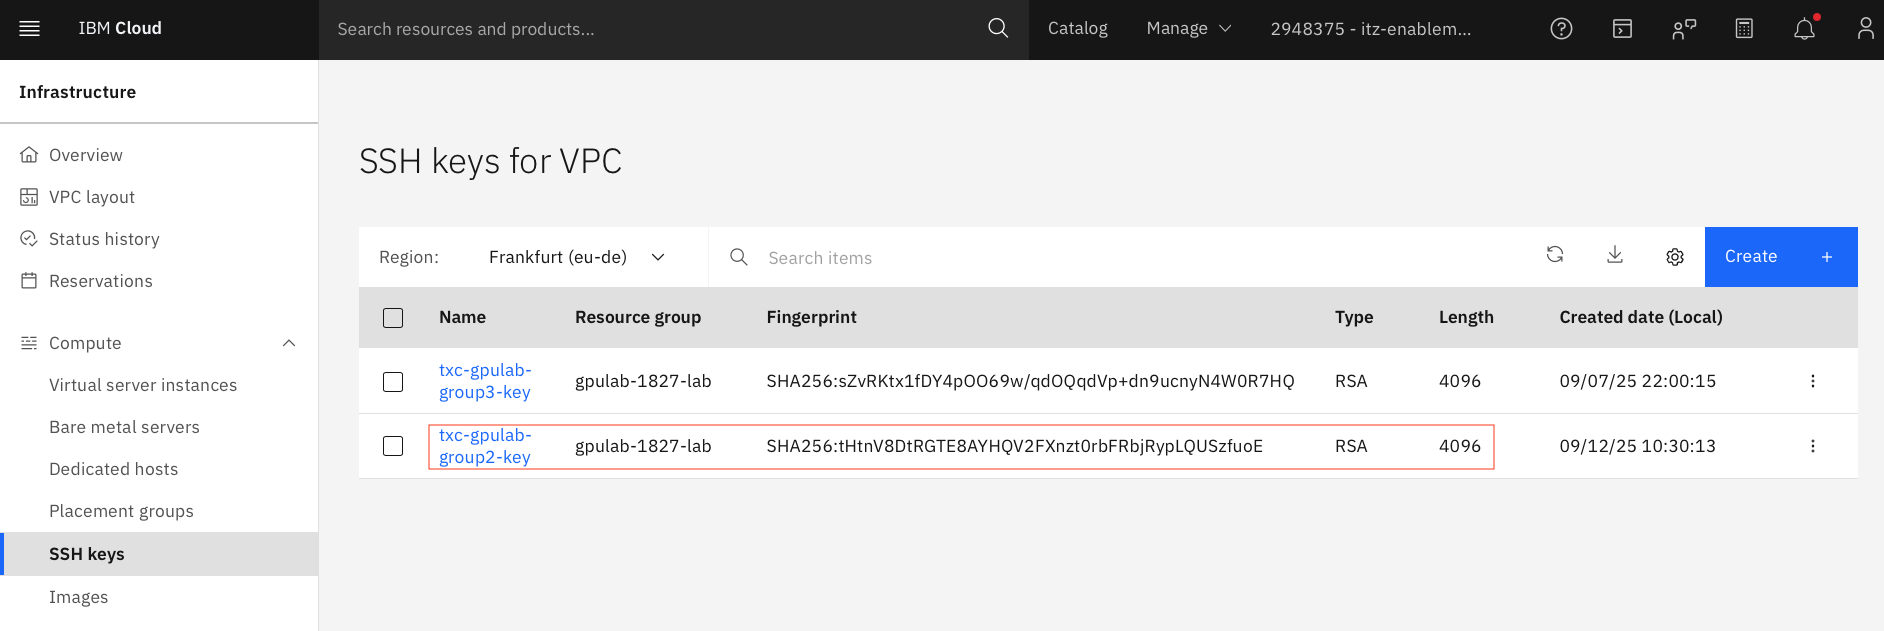 IBM Cloud
Search resources and products...
Catalog
Manage
2948375 - itz-enablem...
Infrastructure
Overview
VPC layout
Status history
Reservations
Compute
Virtual server instances
Bare metal servers
Dedicated hosts
Placement groups
SSH keys
Images
SSH keys for VPC
Region: Frankfurt (eu-de)
Search items
Create +
Name Resource group Fingerprint Type Length Created date (Local)
txc-gpulab-
group3-key
gpulab-1827-lab SHA256:sZvRKtx1fDY4pOO69w/qdOQqdVp+dn9ucnyN4W0R7HQ RSA 4096 09/07/25 22:00:15
txc-gpulab-
group2-key
gpulab-1827-lab SHA256:tHtnV8DtRGTE8AYHQV2FXnzt0rbFRbjRypLQUSzfuoE RSA 4096 09/12/25 10:30:13